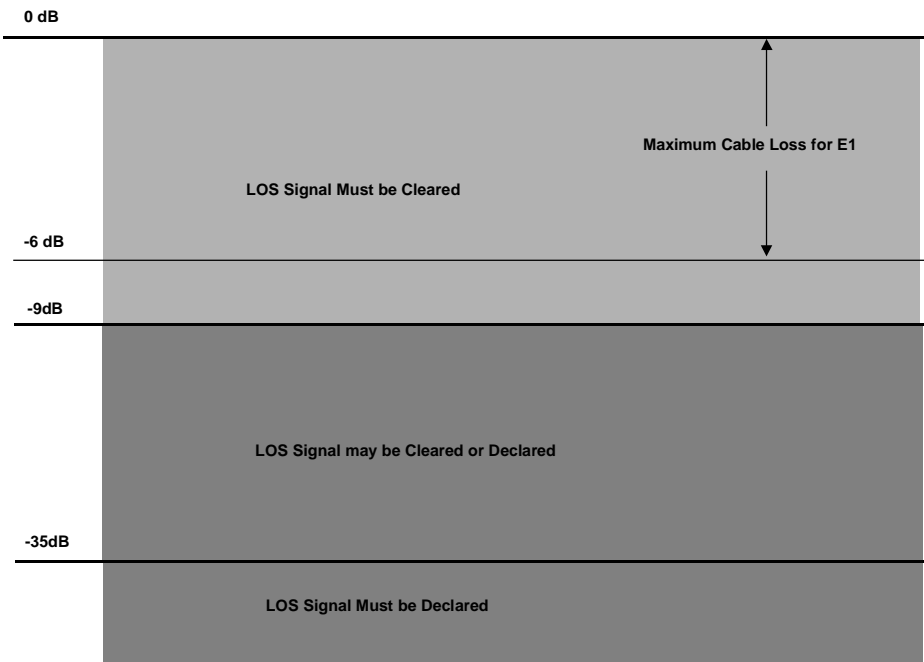 0 dB
Maximum Cable Loss for E1
LOS Signal Must be Cleared
-6 dB
-9dB
LOS Signal may be Cleared or Declared
-35dB
LOS Signal Must be Declared